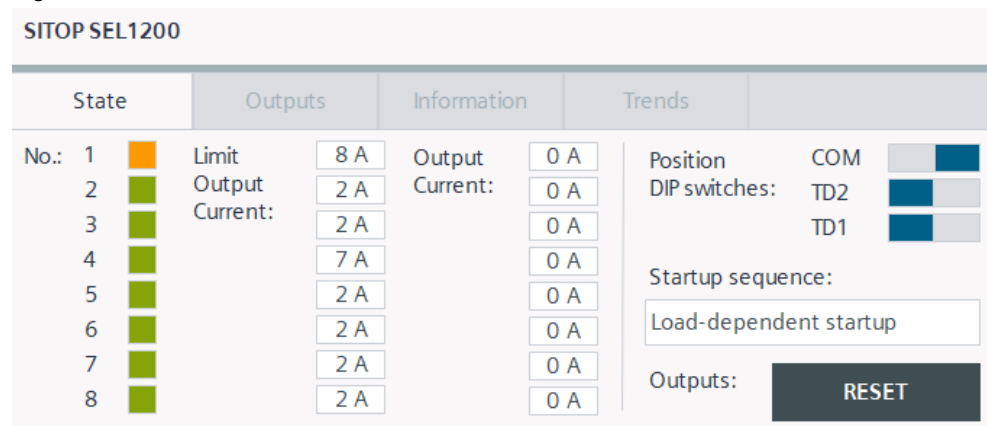 SITOP SEL1200
State Outputs Information Trends
No.: 1 Limit 8 A Output 0 A Position COM
2 Output 2 A Current: 0 A DIP switches: TD2
3 Current: 2 A 0 A TD1
4 7 A 0 A Startup sequence:
5 2 A 0 A
6 2 A 0 A Load-dependent startup
7 2 A 0 A Outputs: RESET
8 2 A 0 A